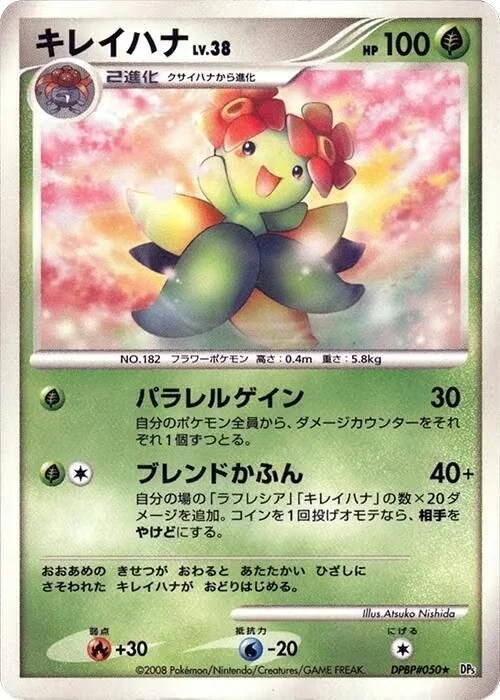 キレイハナ LV.38 HP 100
2進化 クサイハナから進化
NO.182 フラワーポケモン 高さ:0.4m 重さ:5.8kg
パラレルゲイン 30
自分のポケモン全員から、ダメージカウンターをそれ
ぞれ1個ずつとる。
ブレンドかふん 40+
自分の場の「ラフレシア」「キレイハナ」の数×20ダ
メージを追加。コインを1回投げオモテなら、相手を
やけどにする。
おおあめの きせつが おわると あたたかい ひざしに
さそわれた キレイハナが おどりはじめる。
Illus.Atsuko Nishida
弱点 抵抗力 にげる
+30 -20
DPBP#050★ DPs
©2008 Pokémon/Nintendo/Creatures/GAME FREAK.